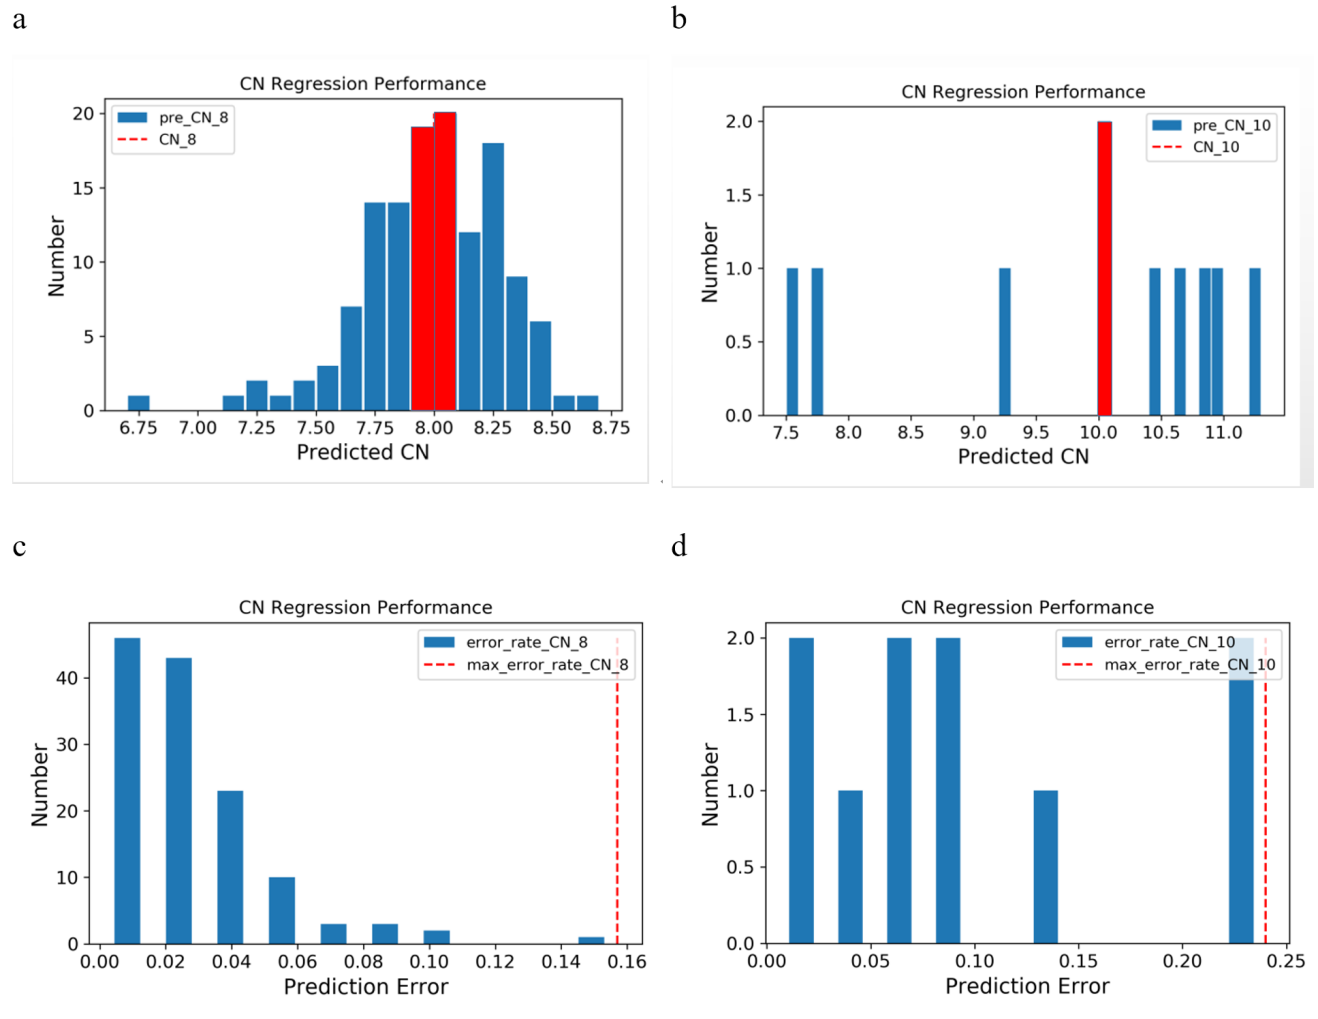 a
CN Regression Performance
pre_CN_8
CN_8
20
15
10
5
0
Number
6.75 7.00 7.25 7.50 7.75 8.00 8.25 8.50 8.75
Predicted CN
b
CN Regression Performance
pre_CN_10
CN_10
2.0
1.5
1.0
0.5
0.0
Number
7.5 8.0 8.5 9.0 9.5 10.0 10.5 11.0
Predicted CN
c
CN Regression Performance
error_rate_CN_8
max_error_rate_CN_8
40
30
20
10
0
Number
0.00 0.02 0.04 0.06 0.08 0.10 0.12 0.14 0.16
Prediction Error
d
CN Regression Performance
error_rate_CN_10
max_error_rate_CN_10
2.0
1.5
1.0
0.5
0.0
Number
0.00 0.05 0.10 0.15 0.20 0.25
Prediction Error